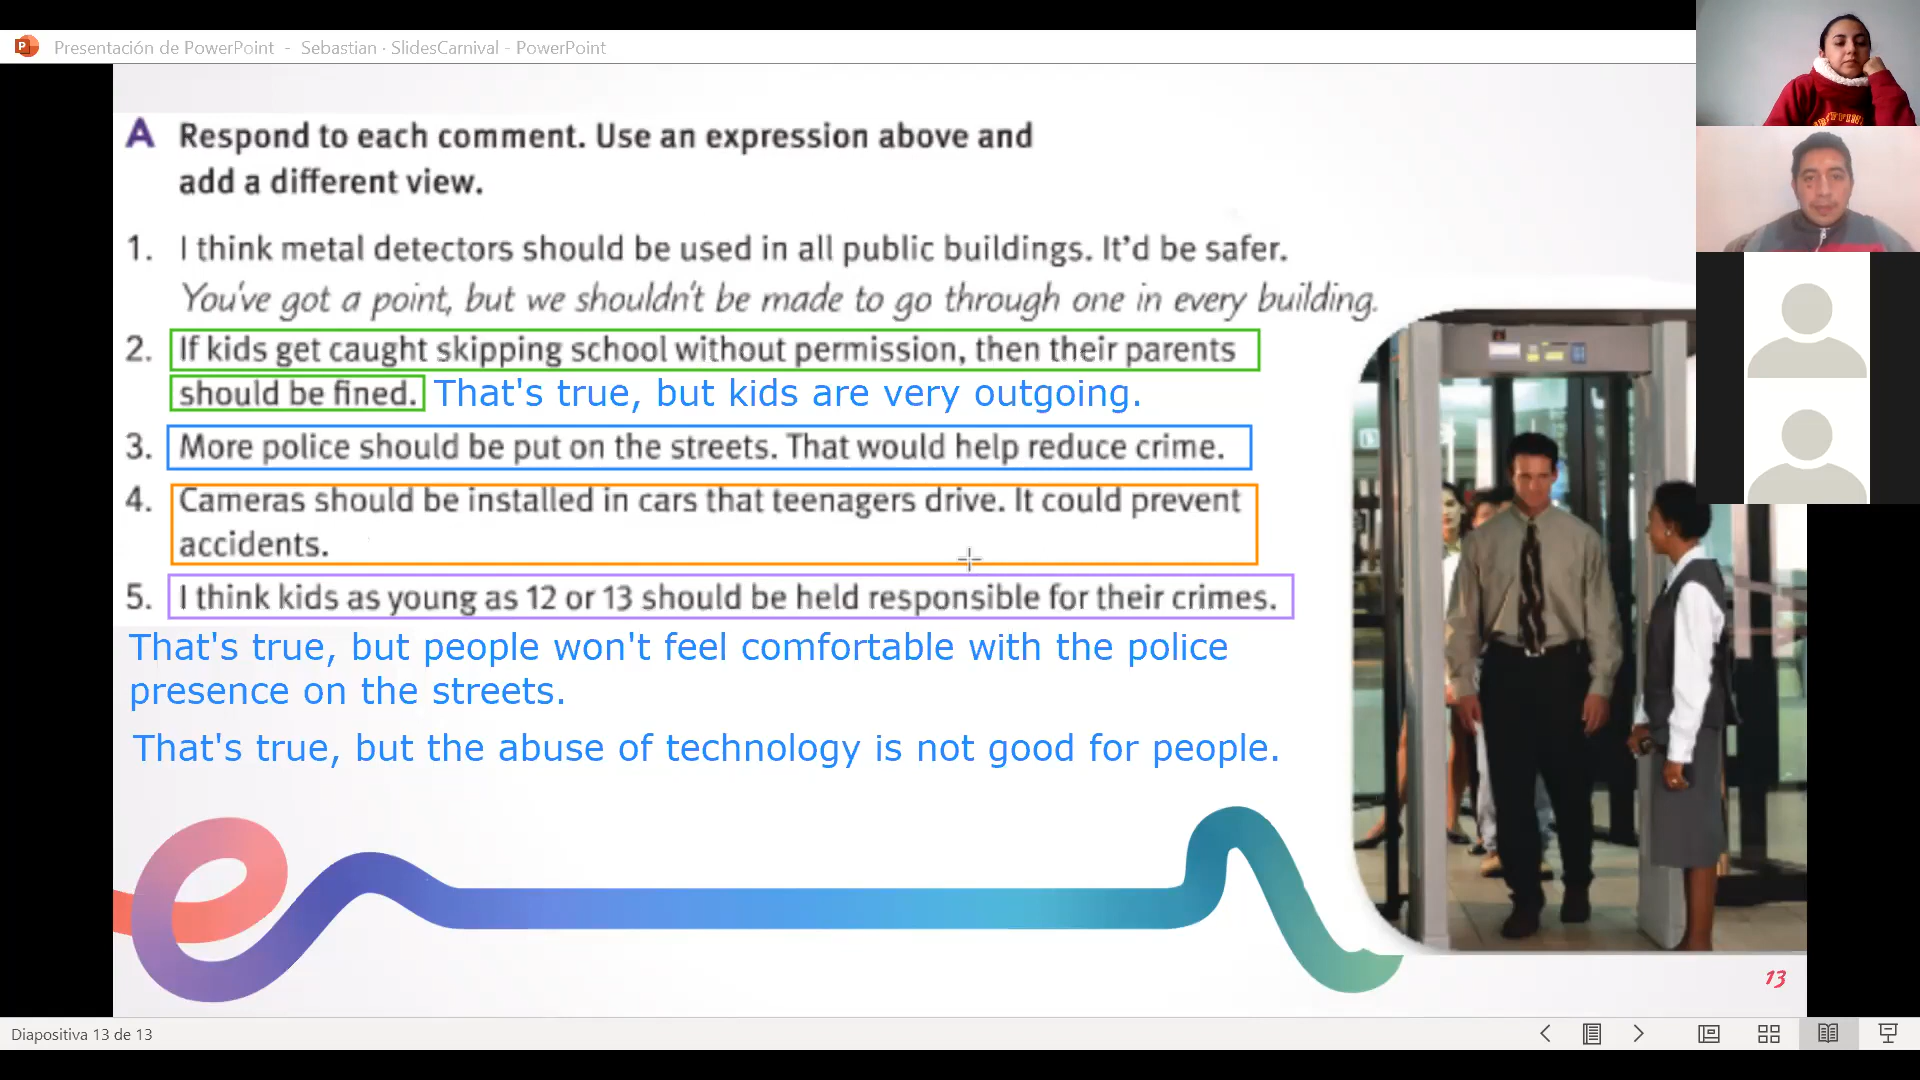 Presentación de PowerPoint - Sebastian · SlidesCarnival - PowerPoint
A Respond to each comment. Use an expression above and
add a different view.
1. I think metal detectors should be used in all public buildings. It'd be safer.
You've got a point, but we shouldn't be made to go through one in every building.
2. If kids get caught skipping school without permission, then their parents
should be fined. That's true, but kids are very outgoing.
3. More police should be put on the streets. That would help reduce crime.
4. Cameras should be installed in cars that teenagers drive. It could prevent
accidents.
5. I think kids as young as 12 or 13 should be held responsible for their crimes.
That's true, but people won't feel comfortable with the police
presence on the streets.
That's true, but the abuse of technology is not good for people.
13
Diapositiva 13 de 13